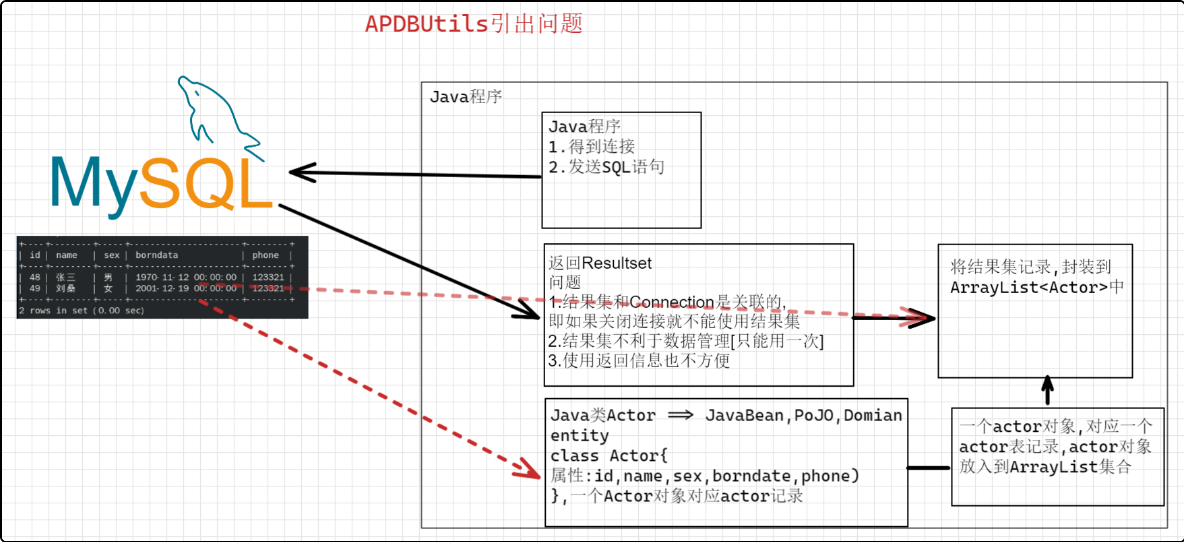 APDBUtils引出问题
Java程序
Java程序
1.得到连接
2.发送SQL语句
MySQL
+----+--------+-----+---------------------+--------+
| id | name | sex | borndata | phone |
+----+--------+-----+---------------------+--------+
| 48 | 张三 | 男 | 1970-11-12 00:00:00 | 123321 |
| 49 | 刘桑 | 女 | 2001-12-19 00:00:00 | 123321 |
+----+--------+-----+---------------------+--------+
2 rows in set (0.00 sec)
返回Resultset
问题
1.结果集和Connection是关联的,
即如果关闭连接就不能使用结果集
2.结果集不利于数据管理[只能用一次]
3.使用返回信息也不方便
将结果集记录,封装到
ArrayList<Actor>中
Java类Actor ==> JavaBean,PoJO,Domian
entity
class Actor{
属性:id,name,sex,borndate,phone)
},一个Actor对象对应actor记录
一个actor对象,对应一个
actor表记录,actor对象
放入到ArrayList集合